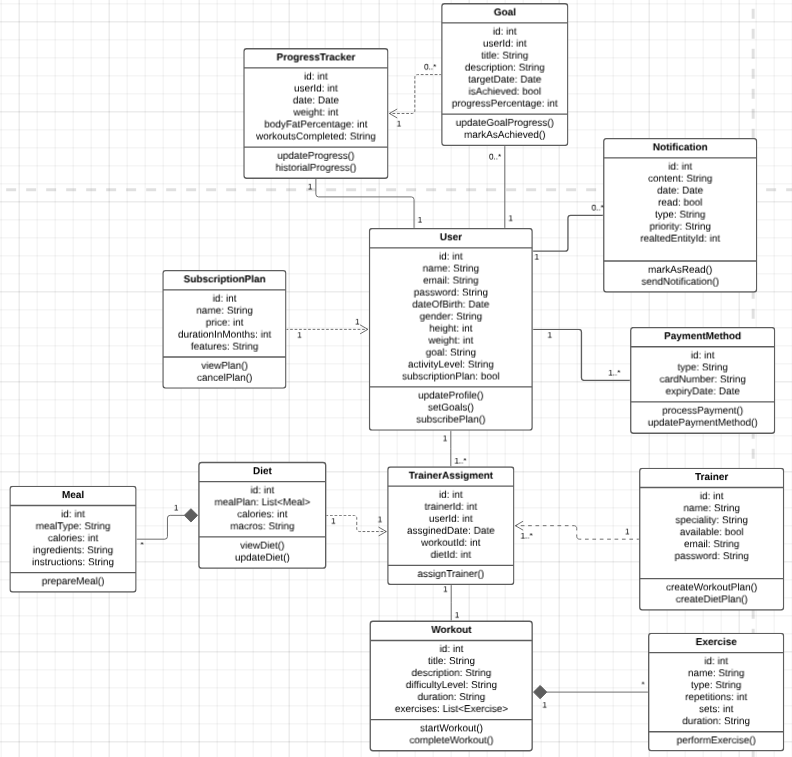 Goal
id: int
userId: int
title: String
description: String
targetDate: Date
isAchieved: bool
progressPercentage: int
updateGoalProgress()
markAsAchieved()
ProgressTracker
id: int
userId: int
date: Date
weight: int
bodyFatPercentage: int
workoutsCompleted: String
updateProgress()
historialProgress()
0..*
1
0..*
1
1
1
Notification
id: int
content: String
date: Date
read: bool
type: String
priority: String
realtedEntityId: int
markAsRead()
sendNotification()
0..*
1
User
id: int
name: String
email: String
password: String
dateOfBirth: Date
gender: String
height: int
weight: int
goal: String
activityLevel: String
subscriptionPlan: bool
updateProfile()
setGoals()
subscribePlan()
SubscriptionPlan
id: int
name: String
price: int
durationInMonths: int
features: String
viewPlan()
cancelPlan()
1
1
PaymentMethod
id: int
type: String
cardNumber: String
expiryDate: Date
processPayment()
updatePaymentMethod()
1
1..*
1
1..*
TrainerAssigment
id: int
trainerId: int
userId: int
assginedDate: Date
workoutId: int
dietId: int
assignTrainer()
Diet
id: int
mealPlan: List<Meal>
calories: int
macros: String
viewDiet()
updateDiet()
1
1
Meal
id: int
mealType: String
calories: int
ingredients: String
instructions: String
prepareMeal()
1
*
Trainer
id: int
name: String
speciality: String
available: bool
email: String
password: String
createWorkoutPlan()
createDietPlan()
1
1..*
1
1
Workout
id: int
title: String
description: String
difficultyLevel: String
duration: String
exercises: List<Exercise>
startWorkout()
completeWorkout()
Exercise
id: int
name: String
type: String
repetitions: int
sets: int
duration: String
performExercise()
*
1